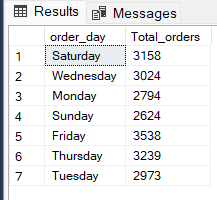 Results Messages
order_day Total_orders
1 Saturday 3158
2 Wednesday 3024
3 Monday 2794
4 Sunday 2624
5 Friday 3538
6 Thursday 3239
7 Tuesday 2973